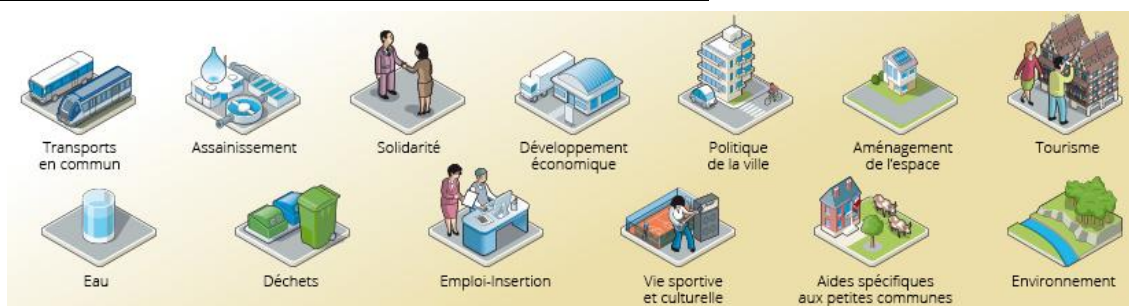 Transports
en commun
Assainissement
Solidarité
Développement
économique
Politique
de la ville
Aménagement
de l'espace
Tourisme
Eau
Déchets
Emploi-Insertion
Vie sportive
et culturelle
Aides spécifiques
aux petites communes
Environnement